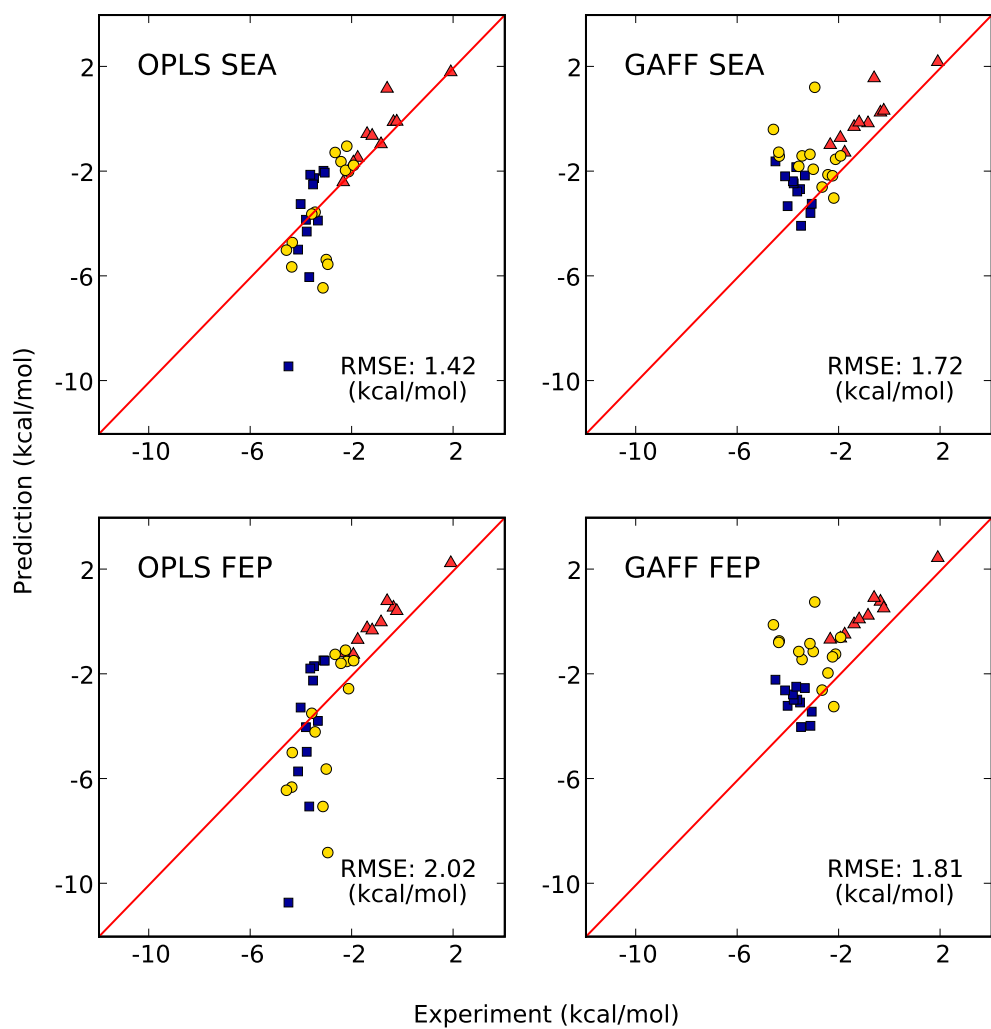 OPLS SEA
2
-2
-6
-10
RMSE: 1.42
(kcal/mol)
-10
-6
-2
2
GAFF SEA
2
-2
-6
-10
RMSE: 1.72
(kcal/mol)
-10
-6
-2
2
Prediction (kcal/mol)
OPLS FEP
2
-2
-6
-10
RMSE: 2.02
(kcal/mol)
-10
-6
-2
2
GAFF FEP
2
-2
-6
-10
RMSE: 1.81
(kcal/mol)
-10
-6
-2
2
Experiment (kcal/mol)